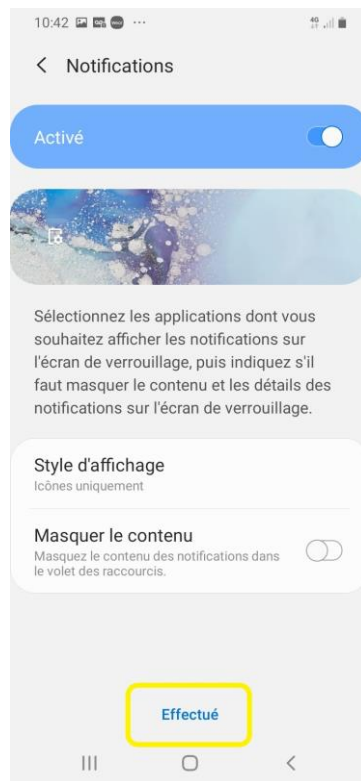 10:42
4G
Notifications
Activé
Sélectionnez les applications dont vous
souhaitez afficher les notifications sur
l'écran de verrouillage, puis indiquez s'il
faut masquer le contenu et les détails des
notifications sur l'écran de verrouillage.
Style d'affichage
Icônes uniquement
Masquer le contenu
Masquez le contenu des notifications dans
le volet des raccourcis.
Effectué